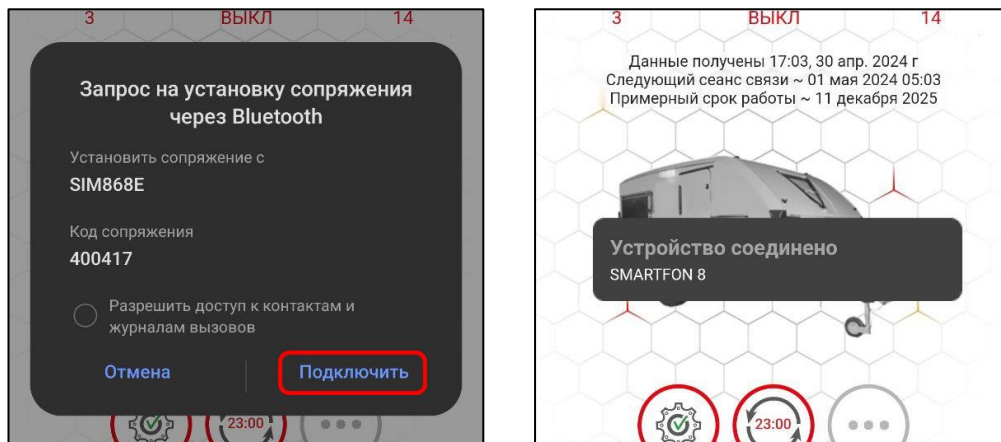 3 ВЫКЛ 14
Запрос на установку сопряжения
через Bluetooth
Установить сопряжение с
SIM868E
Код сопряжения
400417
Разрешить доступ к контактам и
журналам вызовов
Отмена Подключить
23:00
3 ВЫКЛ 14
Данные получены 17:03, 30 апр. 2024 г
Следующий сеанс связи ~ 01 мая 2024 05:03
Примерный срок работы ~ 11 декабря 2025
Устройство соединено
SMARTFON 8
23:00